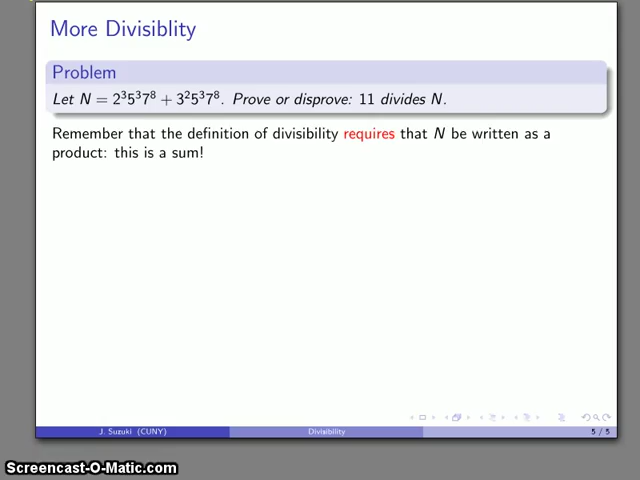 More Divisiblity
Problem
Let N = 2³5³7⁸ + 3²5³7⁸. Prove or disprove: 11 divides N.
Remember that the definition of divisibility requires that N be written as a
product: this is a sum!
J. Suzuki (CUNY) Divisibility 5 / 5
Screencast-O-Matic.com